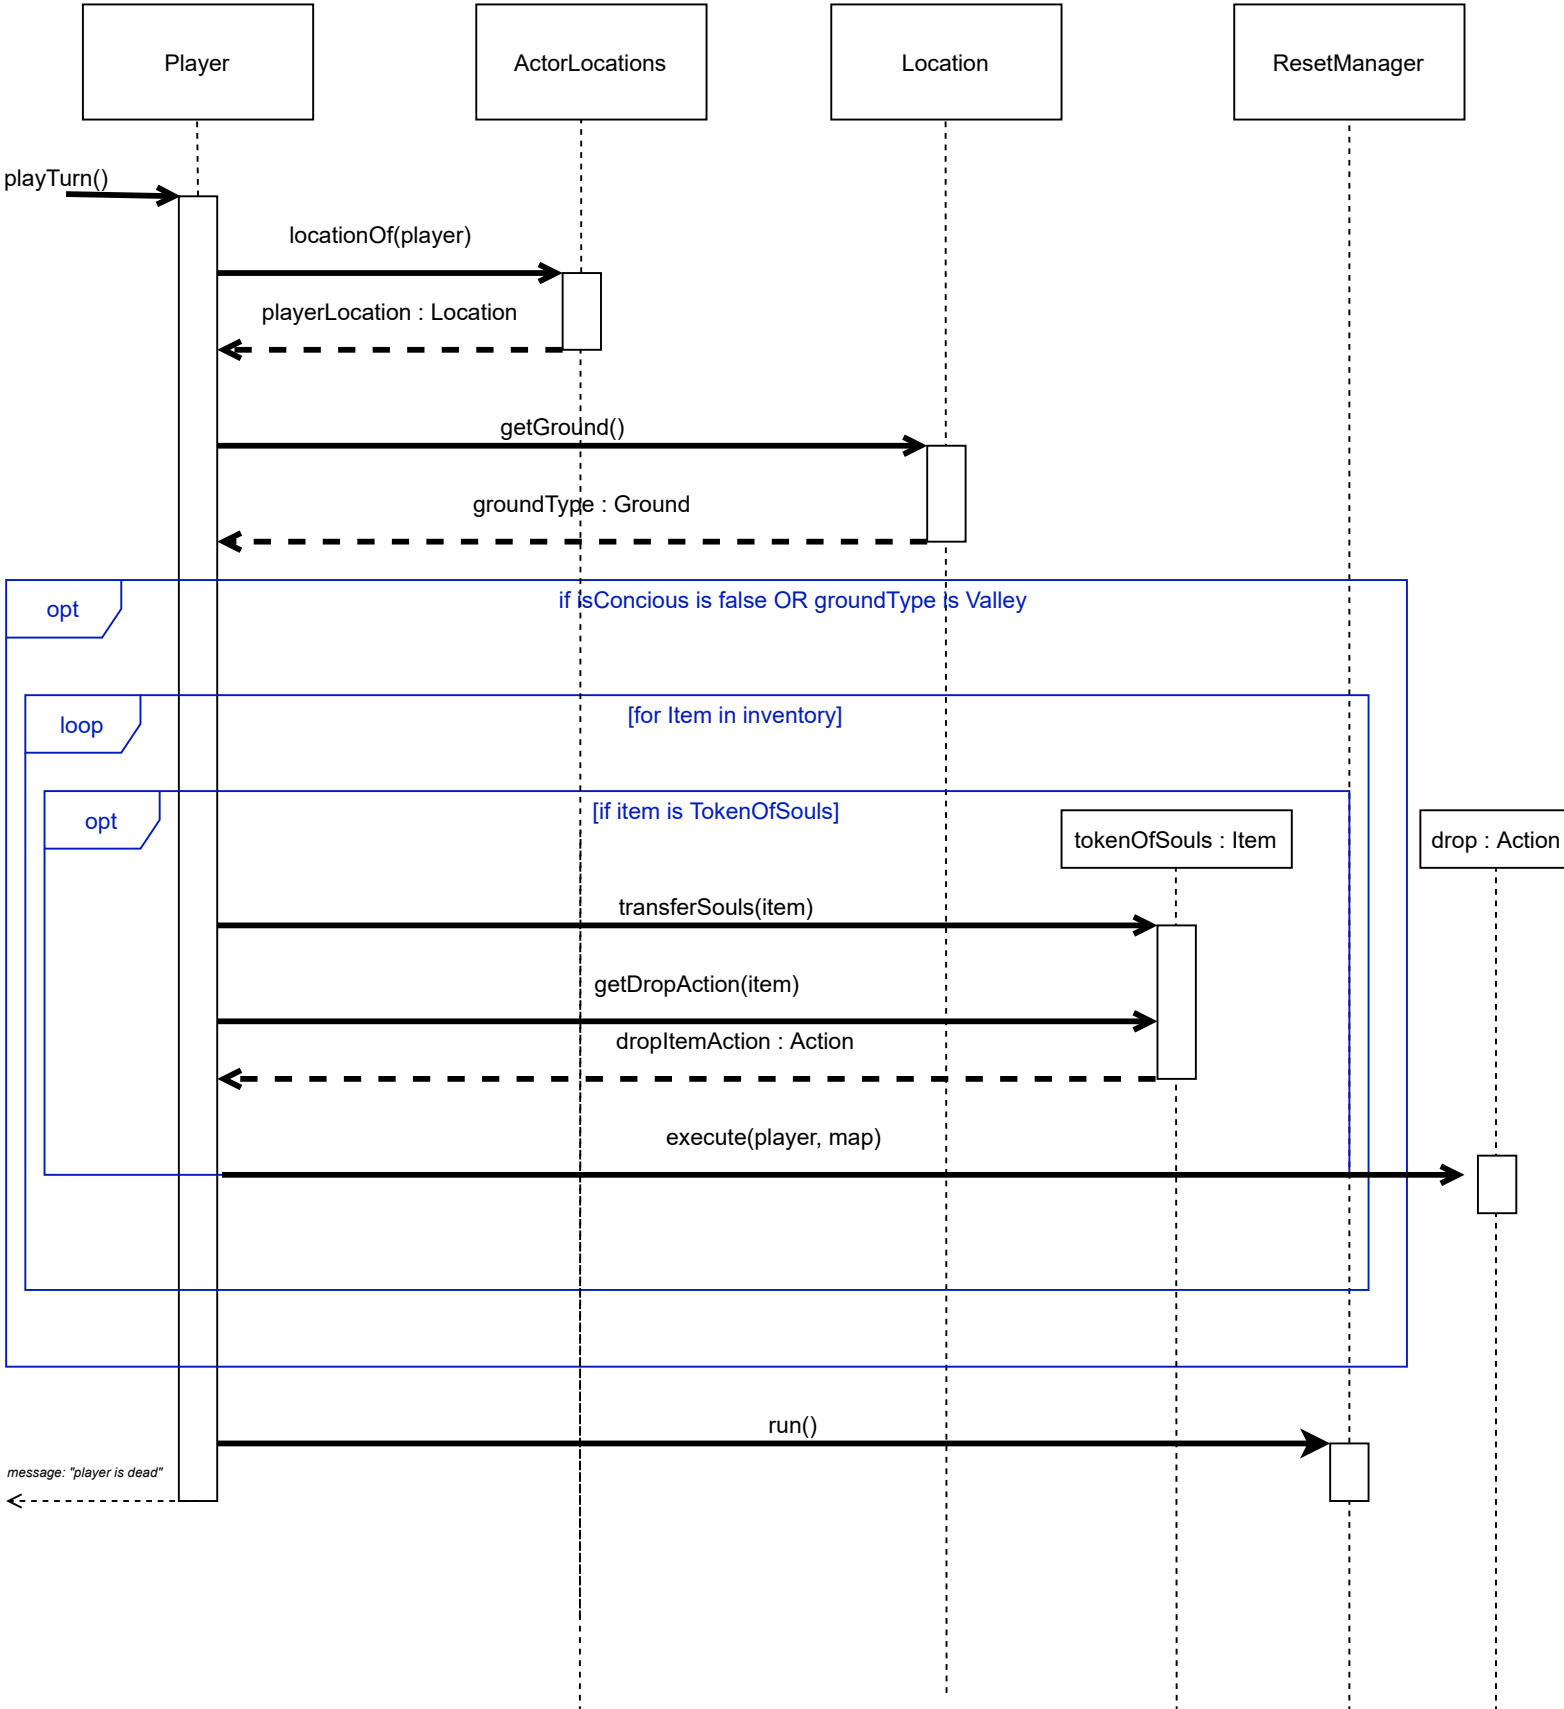 Player
ActorLocations
Location
ResetManager
playTurn()
locationOf(player)
playerLocation : Location
getGround()
groundType : Ground
opt
if isConcious is false OR groundType is Valley
loop
[for Item in inventory]
opt
[if item is TokenOfSouls]
tokenOfSouls : Item
drop : Action
transferSouls(item)
getDropAction(item)
dropItemAction : Action
execute(player, map)
run()
message: "player is dead"